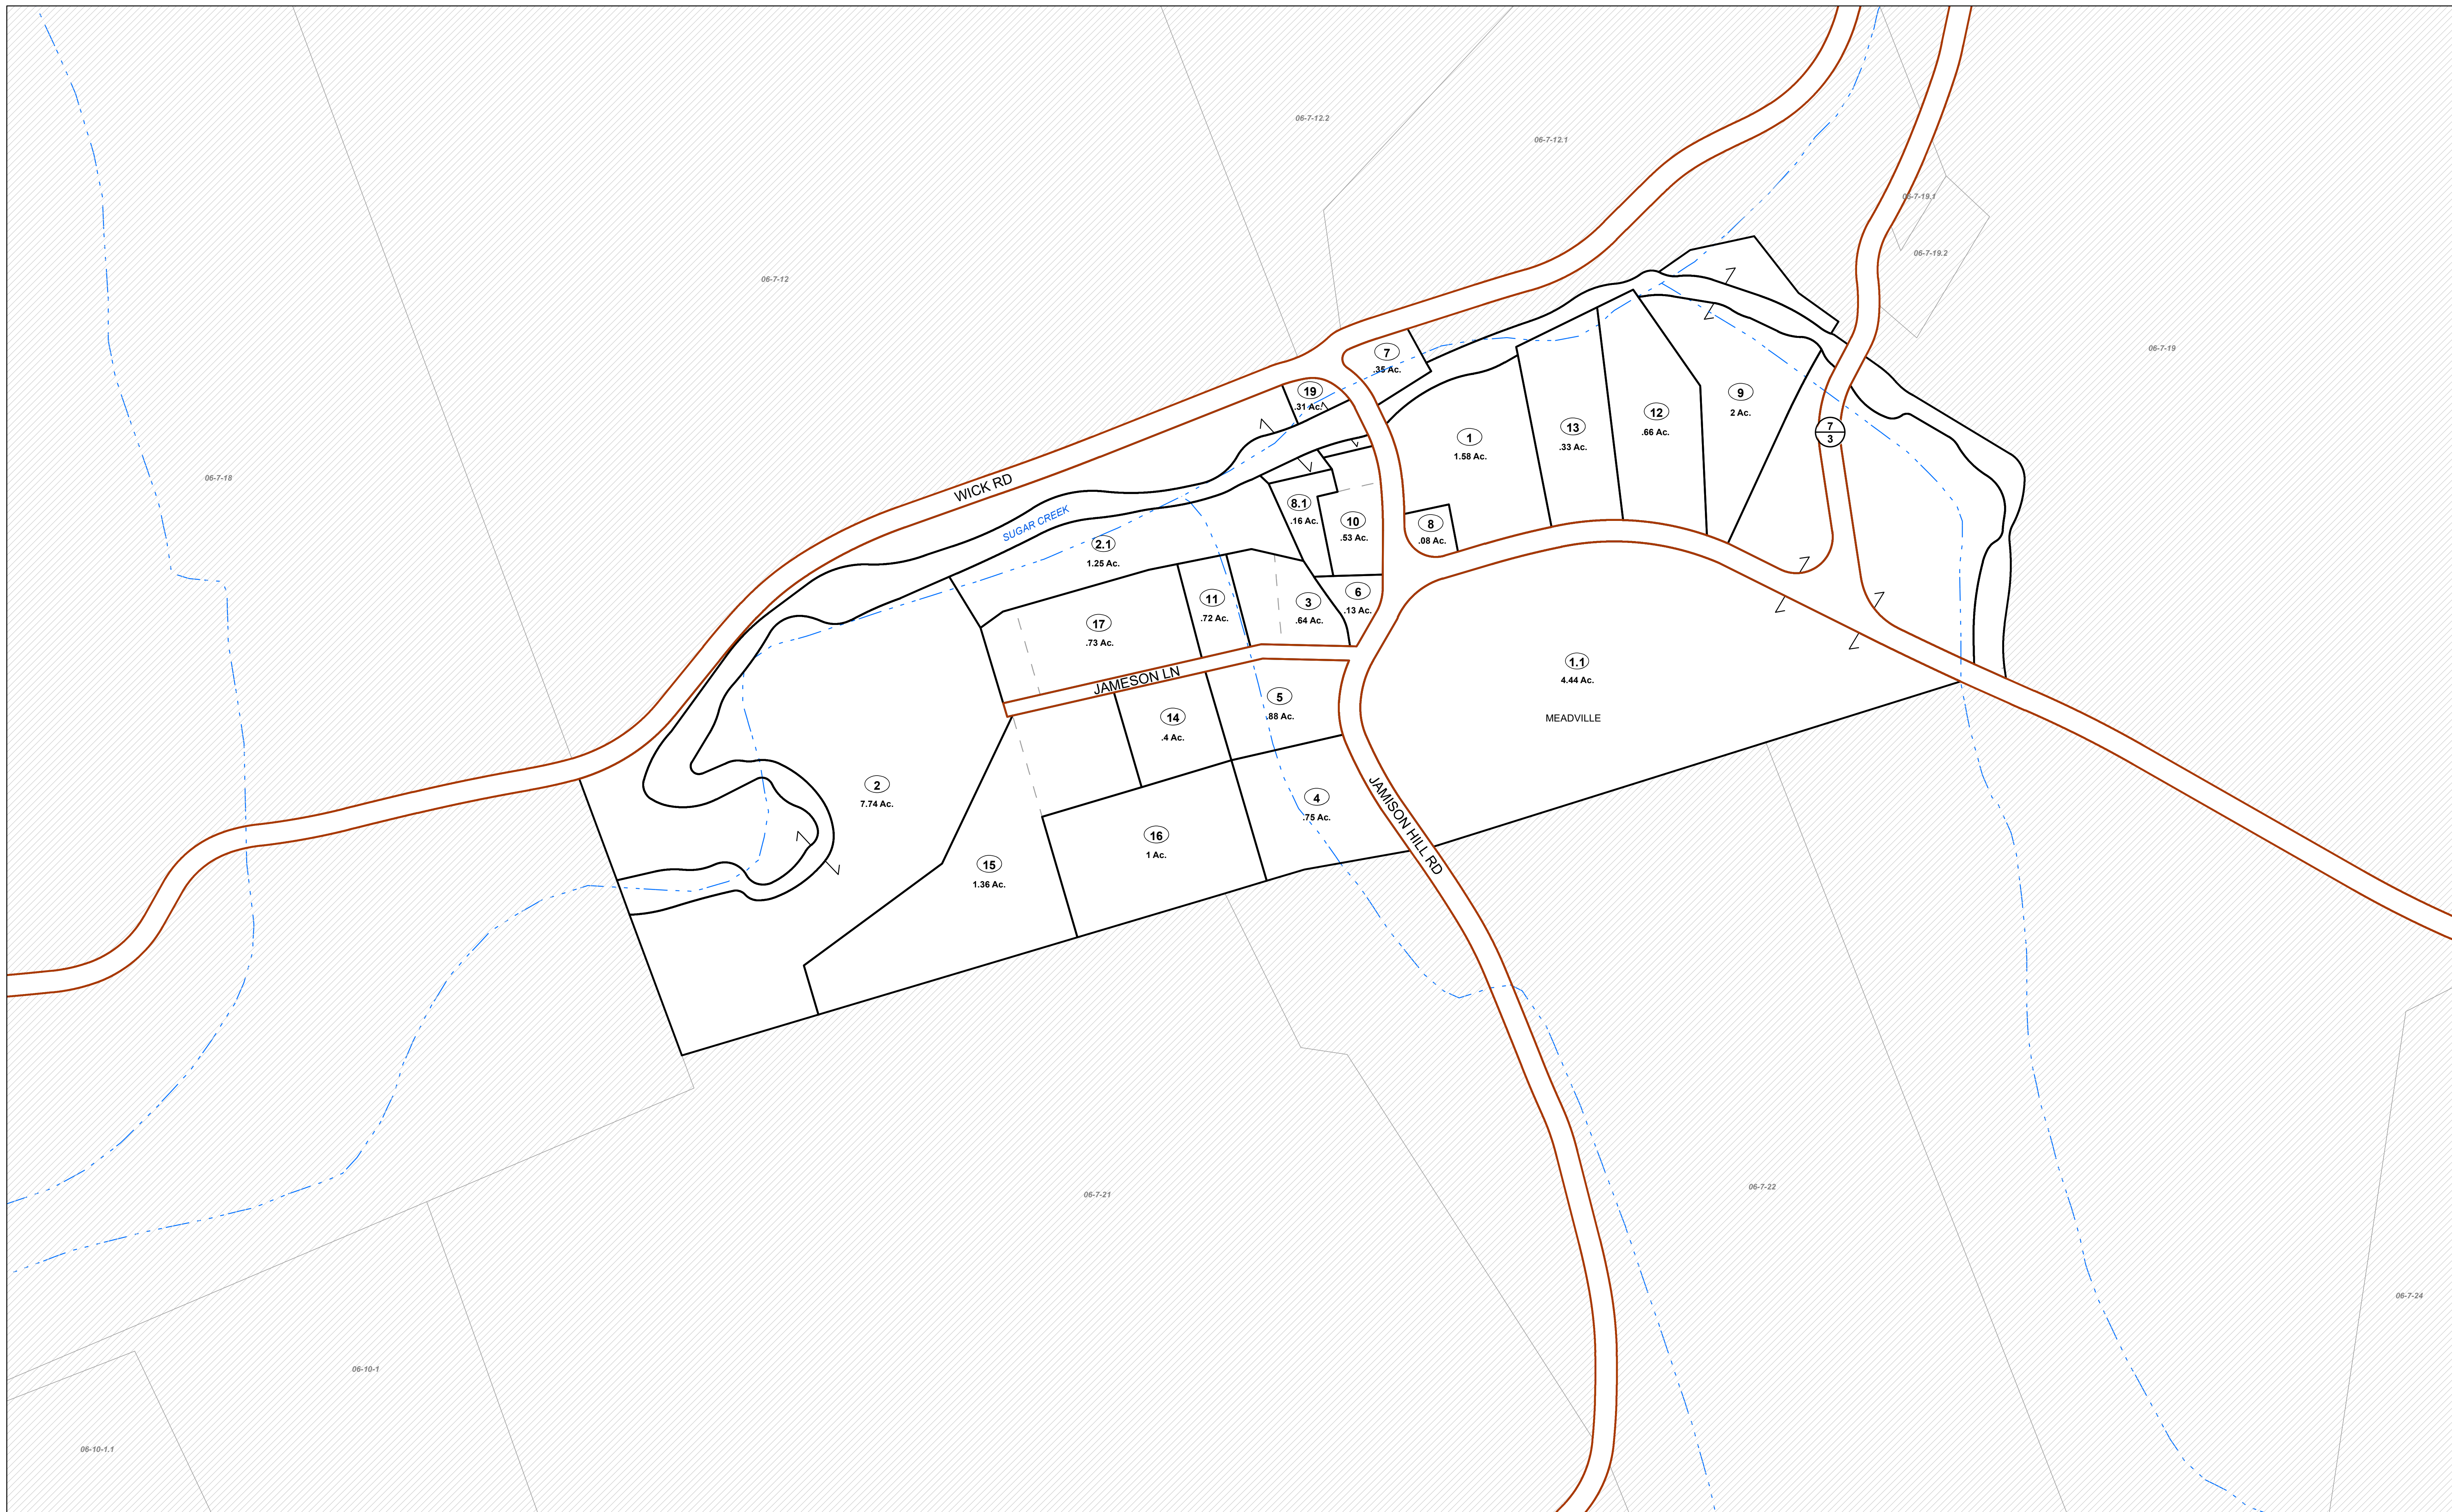 06-7-12.2
06-7-12.1
06-7-19.1
06-7-19.2
06-7-12
06-7-19
06-7-18
7
.35 Ac.
19
.31 Ac.
9
2 Ac.
12
.66 Ac.
13
.33 Ac.
1
1.58 Ac.
7
3
WICK RD
SUGAR CREEK
8.1
.16 Ac.
10
.53 Ac.
8
.08 Ac.
2.1
1.25 Ac.
6
.13 Ac.
11
.72 Ac.
3
.64 Ac.
17
.73 Ac.
JAMESON LN
1.1
4.44 Ac.
MEADVILLE
5
.88 Ac.
14
.4 Ac.
2
7.74 Ac.
4
.75 Ac.
JAMISON HILL RD
16
1 Ac.
15
1.36 Ac.
06-7-21
06-7-22
06-7-24
06-10-1
06-10-1.1